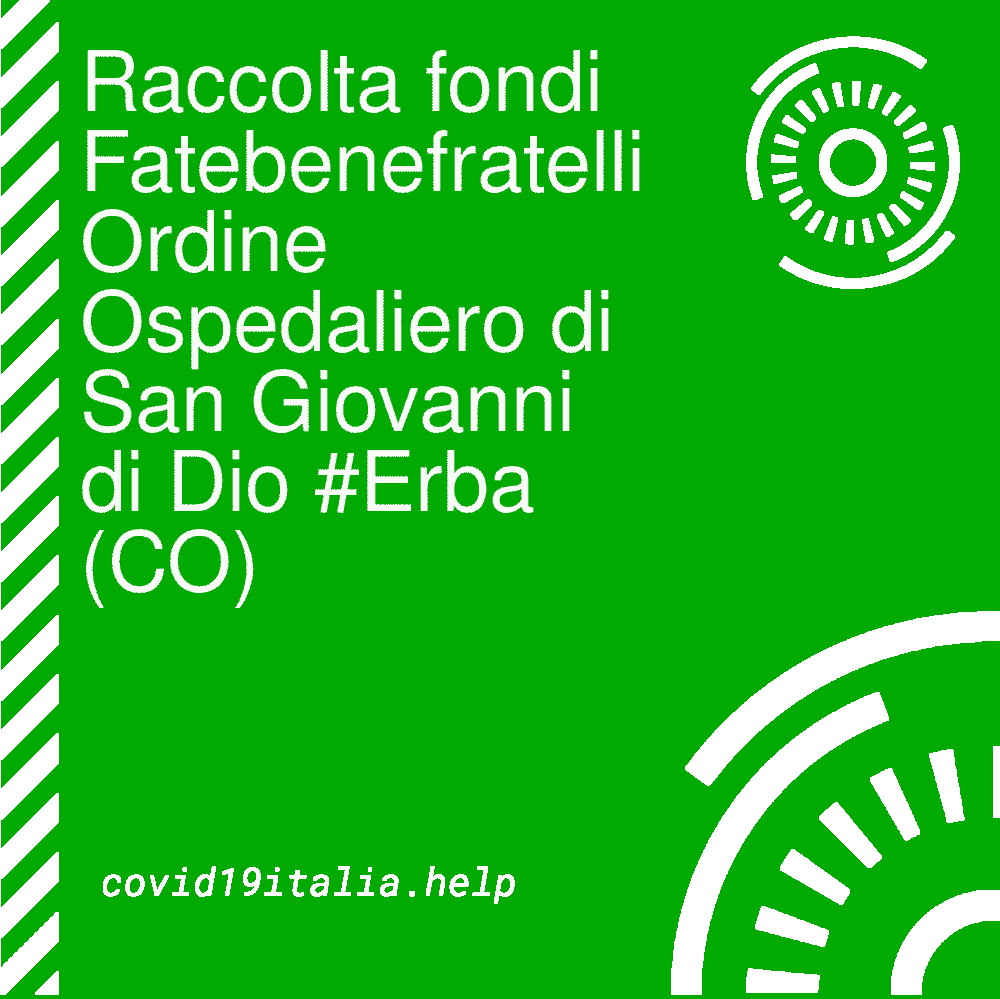 Raccolta fondi
Fatebenefratelli
Ordine
Ospedaliero di
San Giovanni
di Dio #Erba
(CO)
covid19italia.help